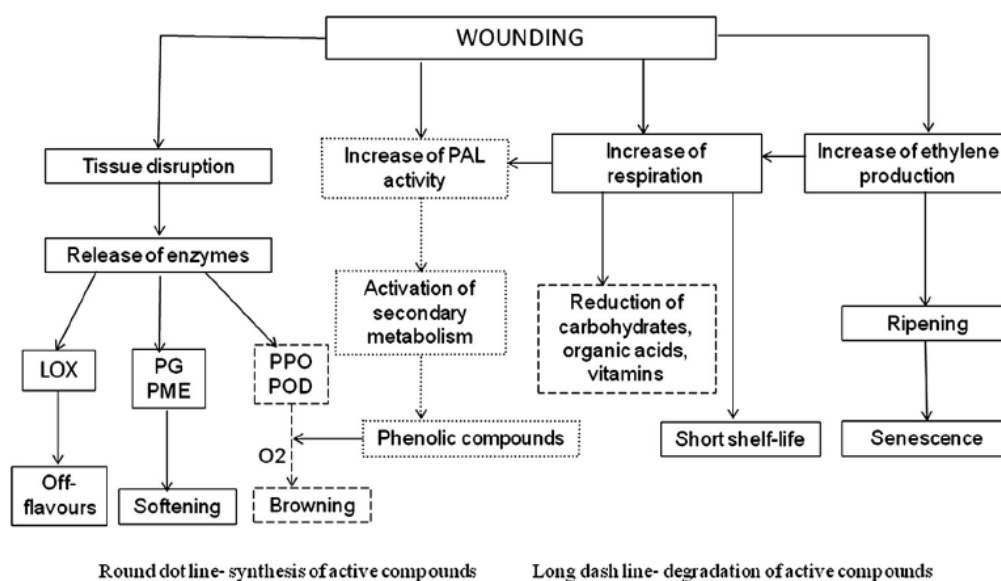 WOUNDING
Tissue disruption
Increase of PAL
activity
Increase of
respiration
Increase of ethylene
production
Release of enzymes
Activation of
secondary
metabolism
Reduction of
carbohydrates,
organic acids,
vitamins
Ripening
LOX
PG
PME
PPO
POD
Phenolic compounds
Short shelf-life
Senescence
O2
Off-
flavours
Softening
Browning
Round dot line- synthesis of active compounds
Long dash line- degradation of active compounds